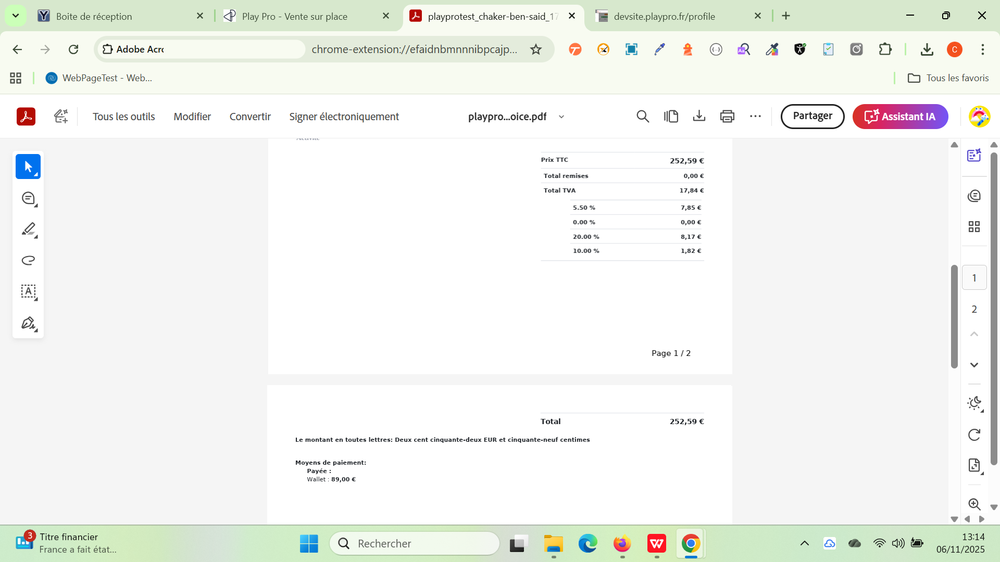 Boite de réception
Play Pro - Vente sur place
playprotest_chaker-ben-said_17
devsite.playpro.fr/profile
Adobe Acro
chrome-extension://efaidnbmnnnibpcajp...
C
WebPageTest - Web...
Tous les favoris
Tous les outils
Modifier
Convertir
Signer électroniquement
playpro...oice.pdf
Partager
Assistant IA
Activité
Prix TTC 252,59 €
Total remises 0,00 €
Total TVA 17,84 €
5.50 % 7,85 €
0.00 % 0,00 €
20.00 % 8,17 €
10.00 % 1,82 €
Page 1 / 2
1
2
Total 252,59 €
Le montant en toutes lettres: Deux cent cinquante-deux EUR et cinquante-neuf centimes
Moyens de paiement:
Payée :
Wallet : 89,00 €
3
Titre financier
France a fait état...
Rechercher
13:14
06/11/2025